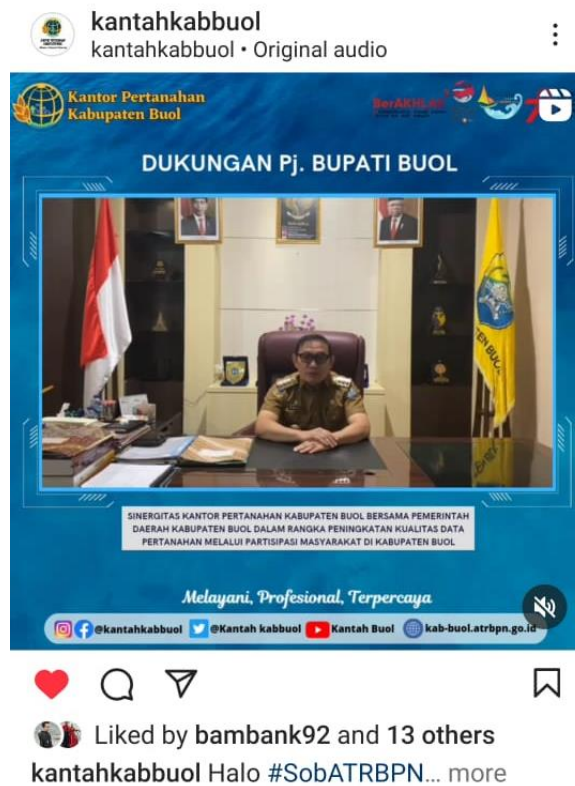 kantahkabbuol
kantahkabbuol • Original audio
Kantor Pertanahan
Kabupaten Buol
BerAKHLAK
DUKUNGAN Pj. BUPATI BUOL
SINERGITAS KANTOR PERTANAHAN KABUPATEN BUOL BERSAMA PEMERINTAH
DAERAH KABUPATEN BUOL DALAM RANGKA PENINGKATAN KUALITAS DATA
PERTANAHAN MELALUI PARTISIPASI MASYARAKAT DI KABUPATEN BUOL
Melayani, Profesional, Terpercaya
@kantahkabbuol @Kantah kabbuol Kantah Buol kab-buol.atrbpn.go.id
Liked by bambank92 and 13 others
kantahkabbuol Halo #SobATRBPN... more